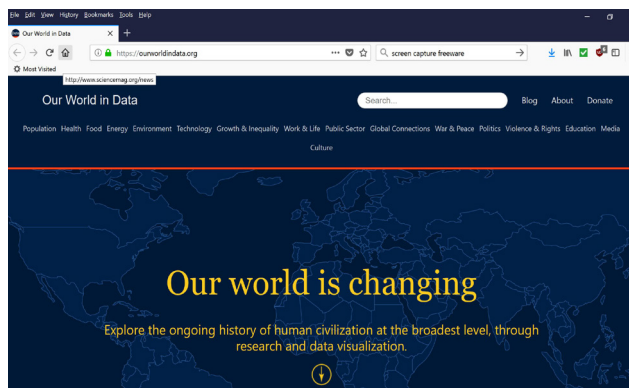 File Edit View History Bookmarks Tools Help
Our World in Data
https://ourworldindata.org
screen capture freeware
Most Visited
http://www.sciencemag.org/news
Our World in Data
Search...
Blog About Donate
Population Health Food Energy Environment Technology Growth & Inequality Work & Life Public Sector Global Connections War & Peace Politics Violence & Rights Education Media
Culture
Our world is changing
Explore the ongoing history of human civilization at the broadest level, through
research and data visualization.